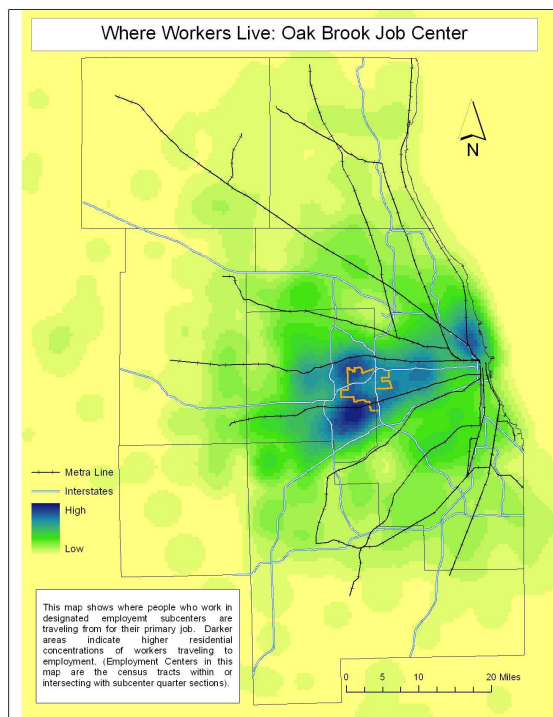 Where Workers Live: Oak Brook Job Center
N
Metra Line
Interstates
High
Low
This map shows where people who work in
designated employemt subcenters are
traveling from for their primary job. Darker
areas indicate higher residential
concentrations of workers traveling to
employment. (Employment Centers in this
map are the census tracts within or
intersecting with subcenter quarter sections).
0 5 10 20 Miles